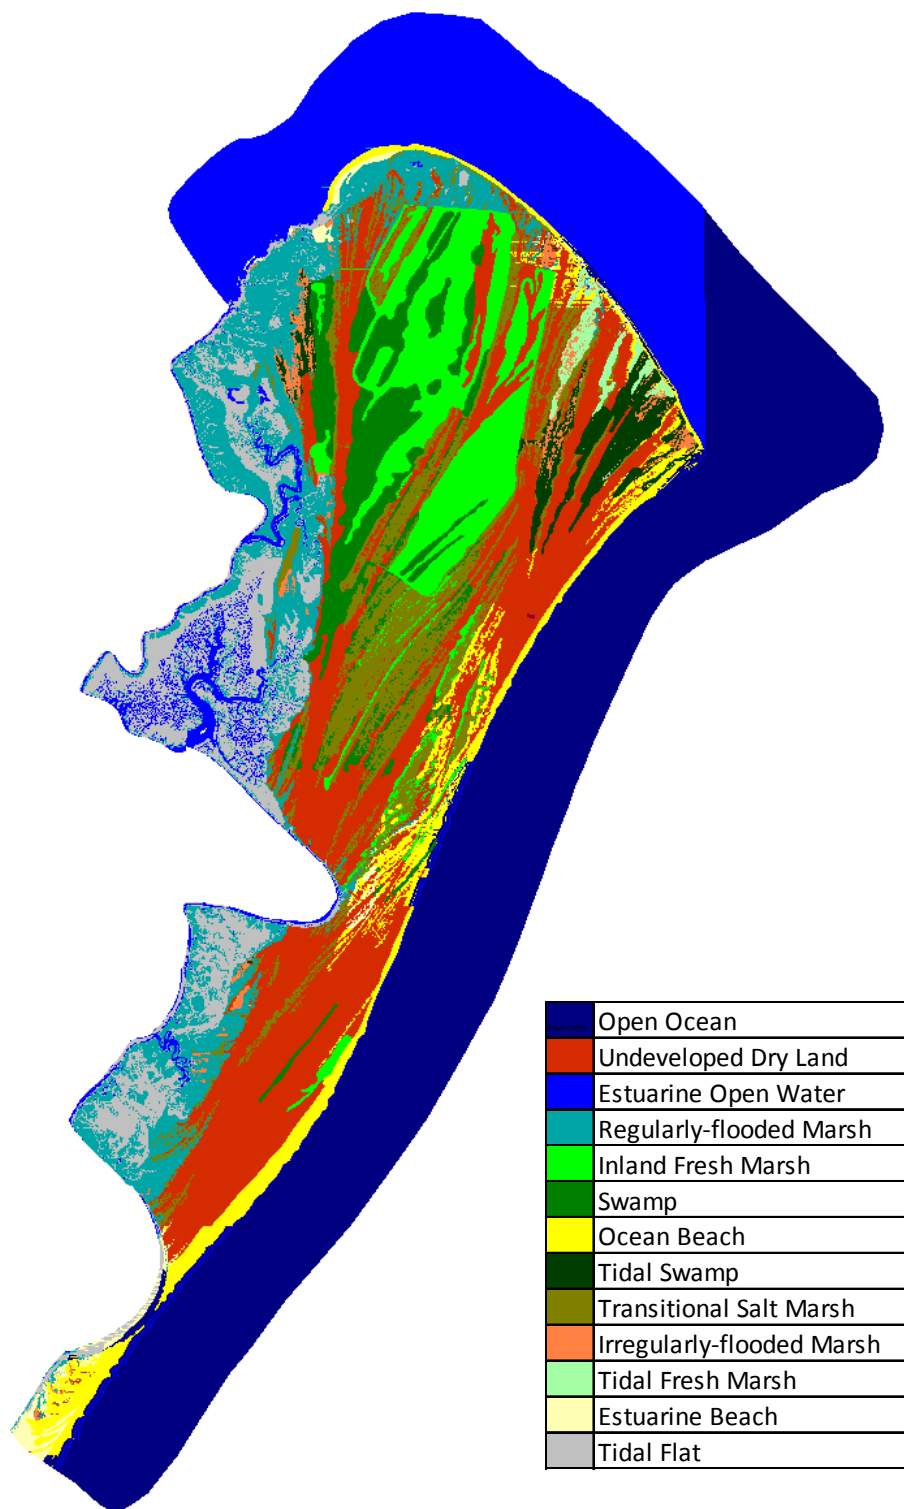 Open Ocean
Undeveloped Dry Land
Estuarine Open Water
Regularly-flooded Marsh
Inland Fresh Marsh
Swamp
Ocean Beach
Tidal Swamp
Transitional Salt Marsh
Irregularly-flooded Marsh
Tidal Fresh Marsh
Estuarine Beach
Tidal Flat